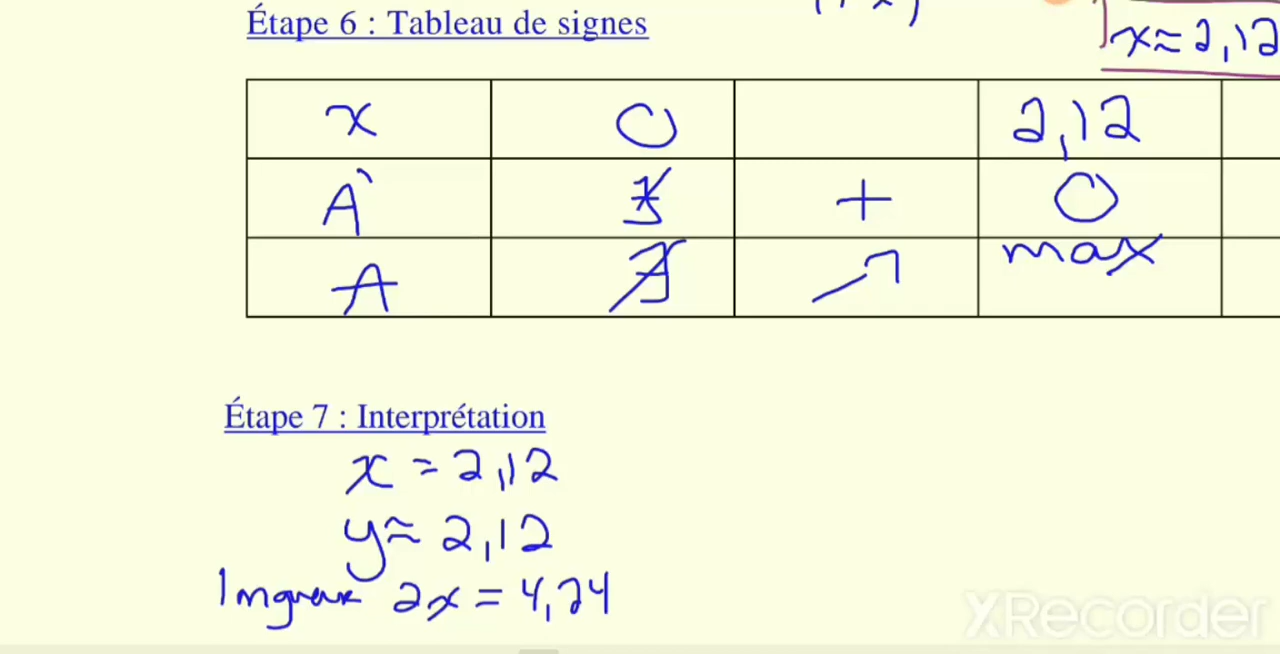 Étape 6 : Tableau de signes
x ≈ 2,12
x 0 2,12
A' ∄ + 0
A ∄ ↗ max
Étape 7 : Interprétation
x = 2,12
y ≈ 2,12
2x = 4,24
XRecorder